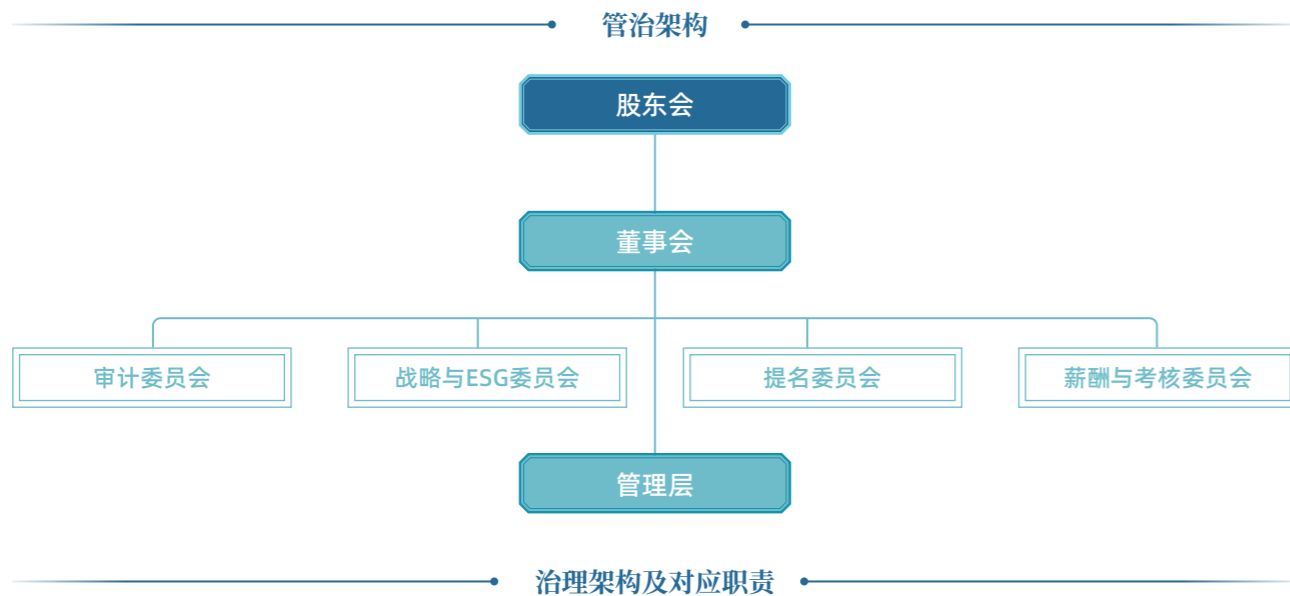 管治架构
股东会
董事会
审计委员会
战略与ESG委员会
提名委员会
薪酬与考核委员会
管理层
治理架构及对应职责